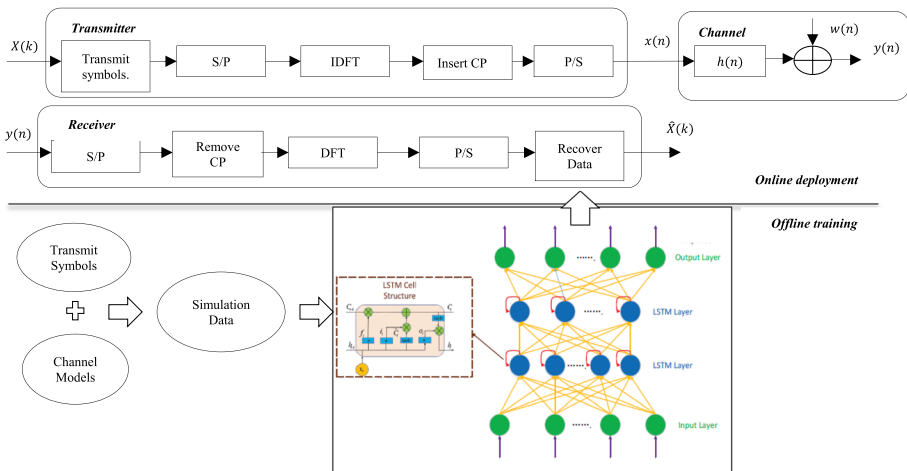 Transmitter
X(k)
Transmit
symbols.
S/P
IDFT
Insert CP
P/S
x(n)
Channel
h(n)
w(n)
y(n)
Receiver
y(n)
S/P
Remove
CP
DFT
P/S
Recover
Data
X̂(k)
Online deployment
Offline training
Transmit
Symbols
Channel
Models
Simulation
Data
LSTM Cell
Structure
.......
Output Layer
.......
LSTM Layer
.......
LSTM Layer
.......
Input Layer